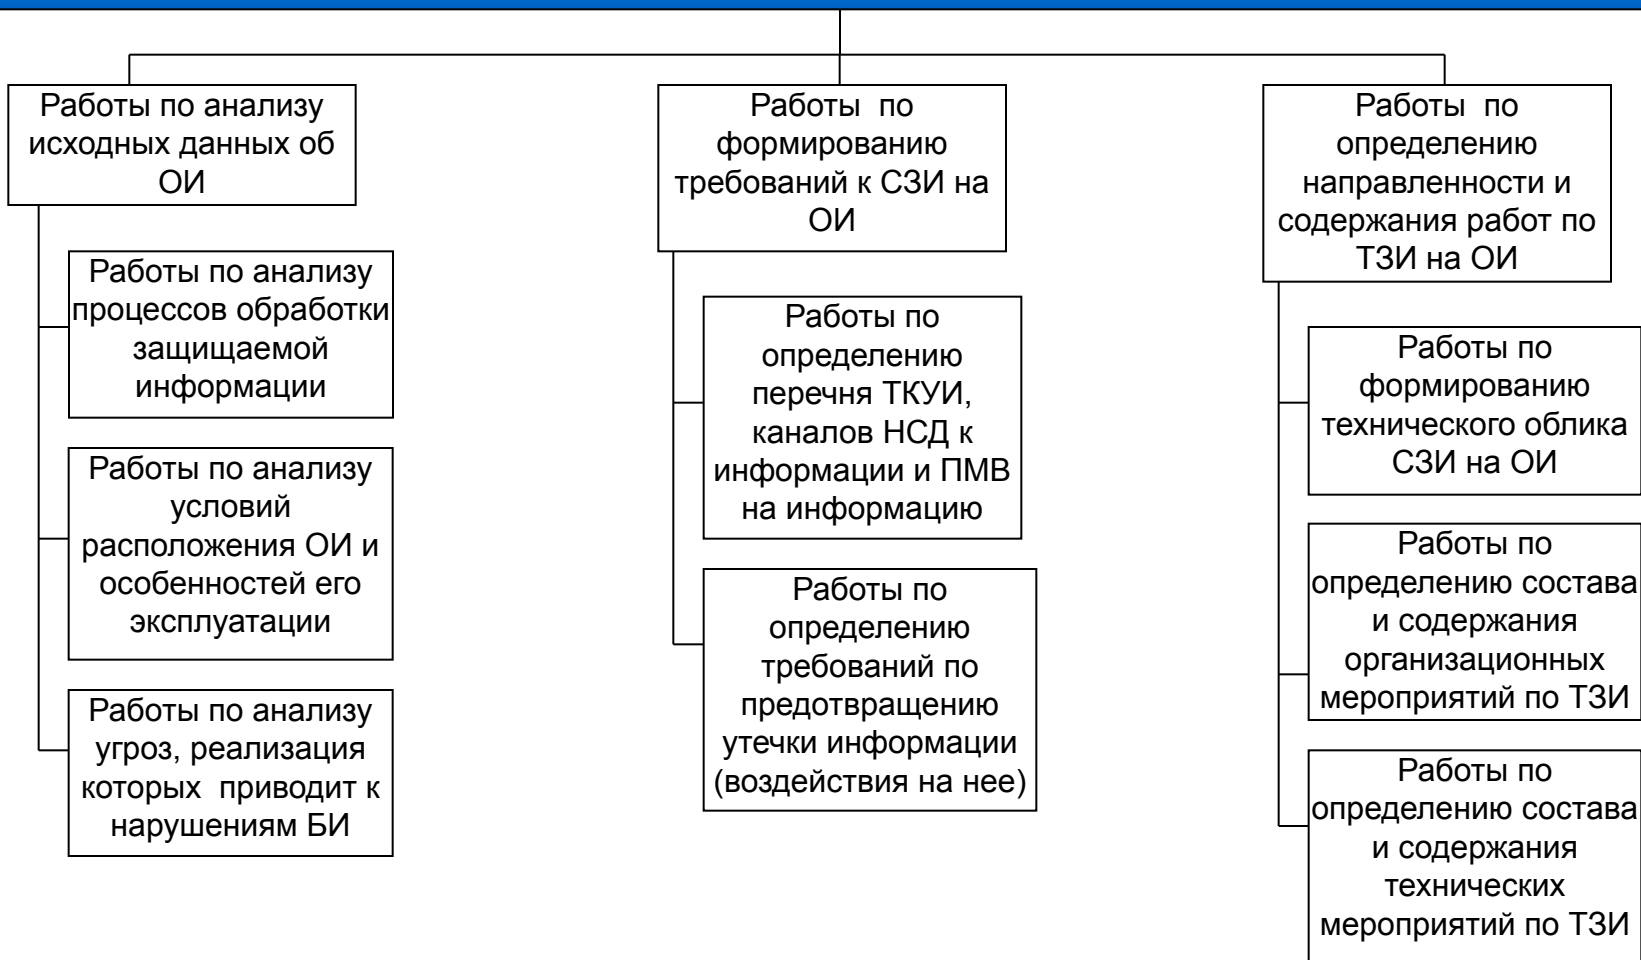 Работы по анализу
исходных данных об
ОИ
Работы по анализу
процессов обработки
защищаемой
информации
Работы по анализу
условий
расположения ОИ и
особенностей его
эксплуатации
Работы по анализу
угроз, реализация
которых приводит к
нарушениям БИ
Работы по
формированию
требований к СЗИ на
ОИ
Работы по
определению
перечня ТКУИ,
каналов НСД к
информации и ПМВ
на информацию
Работы по
определению
требований по
предотвращению
утечки информации
(воздействия на нее)
Работы по
определению
направленности и
содержания работ по
ТЗИ на ОИ
Работы по
формированию
технического облика
СЗИ на ОИ
Работы по
определению состава
и содержания
организационных
мероприятий по ТЗИ
Работы по
определению состава
и содержания
технических
мероприятий по ТЗИ